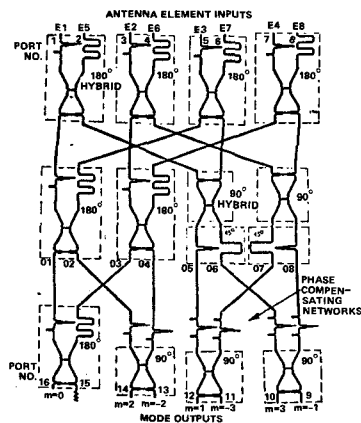 ANTENNA ELEMENT INPUTS
E1 E5 E2 E6 E3 E7 E4 E8
PORT NO. 1 2 3 4 5 6 7 8
180° HYBRID 180° 180° 180°
180° 180° 90° HYBRID 90°
01 02 03 04 05 06 07 08
PHASE COMPEN-
SATING
NETWORKS
180° 90° 90° 90°
PORT NO. 16 15 14 13 12 11 10 9
m=0 m=2 m=-2 m=1 m=-3 m=3 m=-1
MODE OUTPUTS